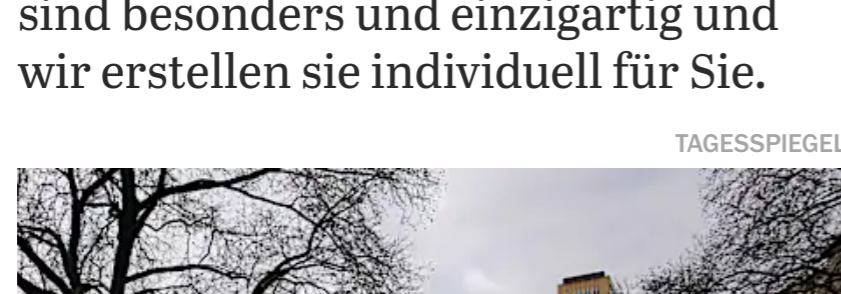 sind besonders und einzigartig und
wir erstellen sie individuell für Sie.
TAGESSPIEGEL